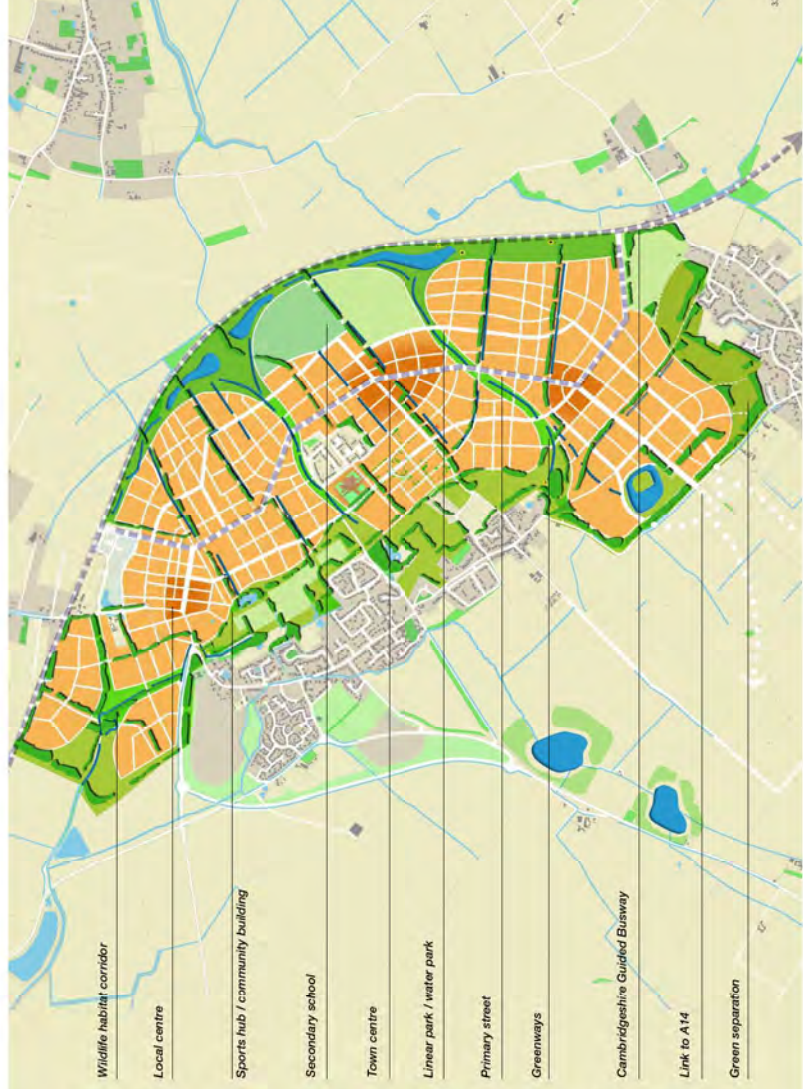 Wildlife habitat corridor
Local centre
Sports hub / community building
Secondary school
Town centre
Linear park / water park
Primary street
Greenways
Cambridgeshire Guided Busway
Link to A14
Green separation